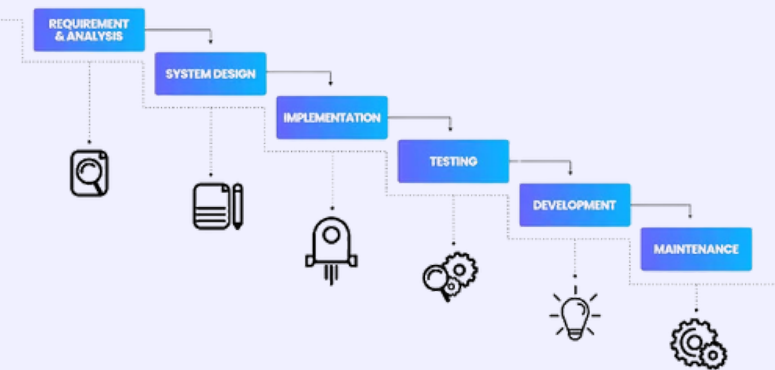 REQUIREMENT
& ANALYSIS
SYSTEM DESIGN
IMPLEMENTATION
TESTING
DEVELOPMENT
MAINTENANCE